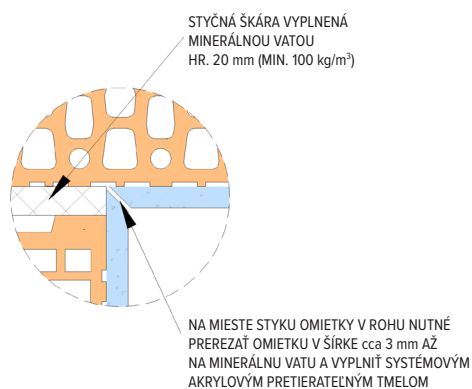 STYČNÁ ŠKÁRA VYPLNENÁ
MINERÁLNOU VATOU
HR. 20 mm (MIN. 100 kg/m³)
NA MIESTE STYKU OMIETKY V ROHU NUTNÉ
PREREZAŤ OMIETKU V ŠÍRKE cca 3 mm AŽ
NA MINERÁLNU VATU A VYPLNIŤ SYSTÉMOVÝM
AKRYLOVÝM PRETIERATEĽNÝM TMELOM